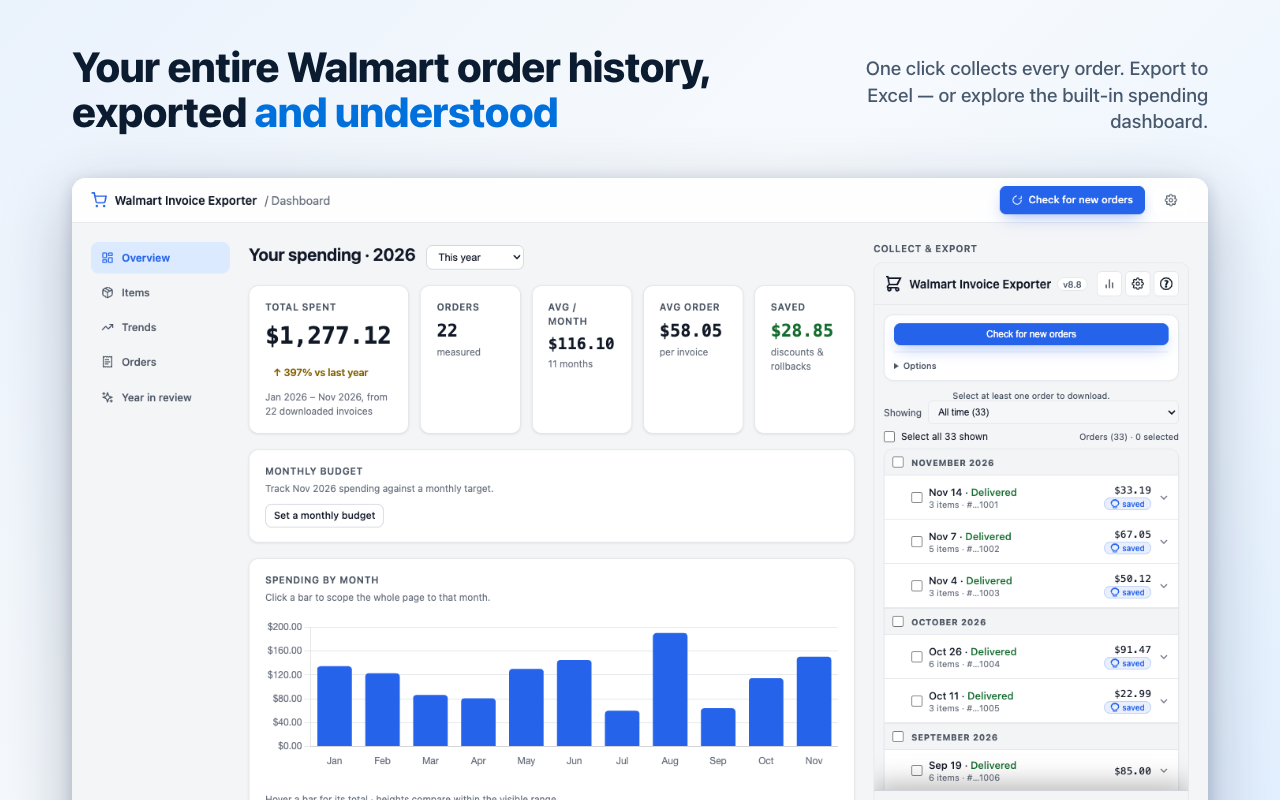 Your entire Walmart order history,
exported and understood
One click collects every order. Export to
Excel — or explore the built-in spending
dashboard.
Walmart Invoice Exporter / Dashboard
Check for new orders
Overview
Items
Trends
Orders
Year in review
Your spending · 2026
This year
TOTAL SPENT
$1,277.12
↑ 397% vs last year
Jan 2026 – Nov 2026, from
22 downloaded invoices
ORDERS
22
measured
AVG /
MONTH
$116.10
11 months
AVG ORDER
$58.05
per invoice
SAVED
$28.85
discounts &
rollbacks
MONTHLY BUDGET
Track Nov 2026 spending against a monthly target.
Set a monthly budget
SPENDING BY MONTH
Click a bar to scope the whole page to that month.
$200.00
$160.00
$120.00
$80.00
$40.00
$0.00
Jan Feb Mar Apr May Jun Jul Aug Sep Oct Nov
Hover a bar for its total · heights compare within the visible range
COLLECT & EXPORT
Walmart Invoice Exporter v8.8
Check for new orders
Options
Select at least one order to download.
Showing All time (33)
Select all 33 shown Orders (33) · 0 selected
NOVEMBER 2026
Nov 14 · Delivered $33.19
3 items · #…1001 saved
Nov 7 · Delivered $67.05
5 items · #…1002 saved
Nov 4 · Delivered $50.12
3 items · #…1003 saved
OCTOBER 2026
Oct 26 · Delivered $91.47
6 items · #…1004 saved
Oct 11 · Delivered $22.99
3 items · #…1005 saved
SEPTEMBER 2026
Sep 19 · Delivered $85.00
6 items · #…1006